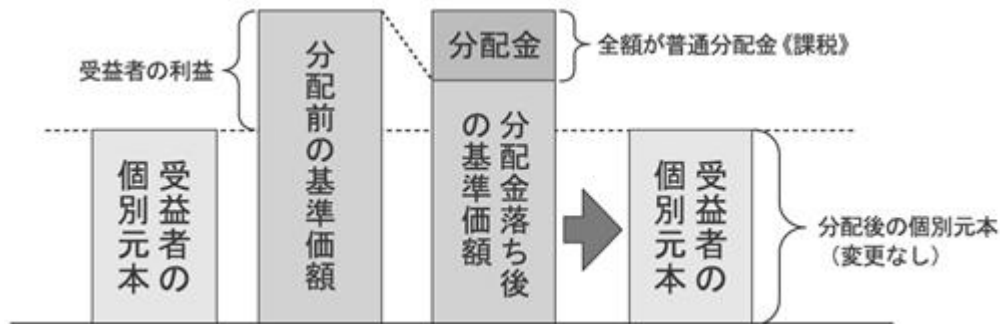 受益者の利益
受益者の
個別元本
分配前の基準価額
分配金
全額が普通分配金《課税》
分配金落ち後
の基準価額
受益者の
個別元本
分配後の個別元本
（変更なし）